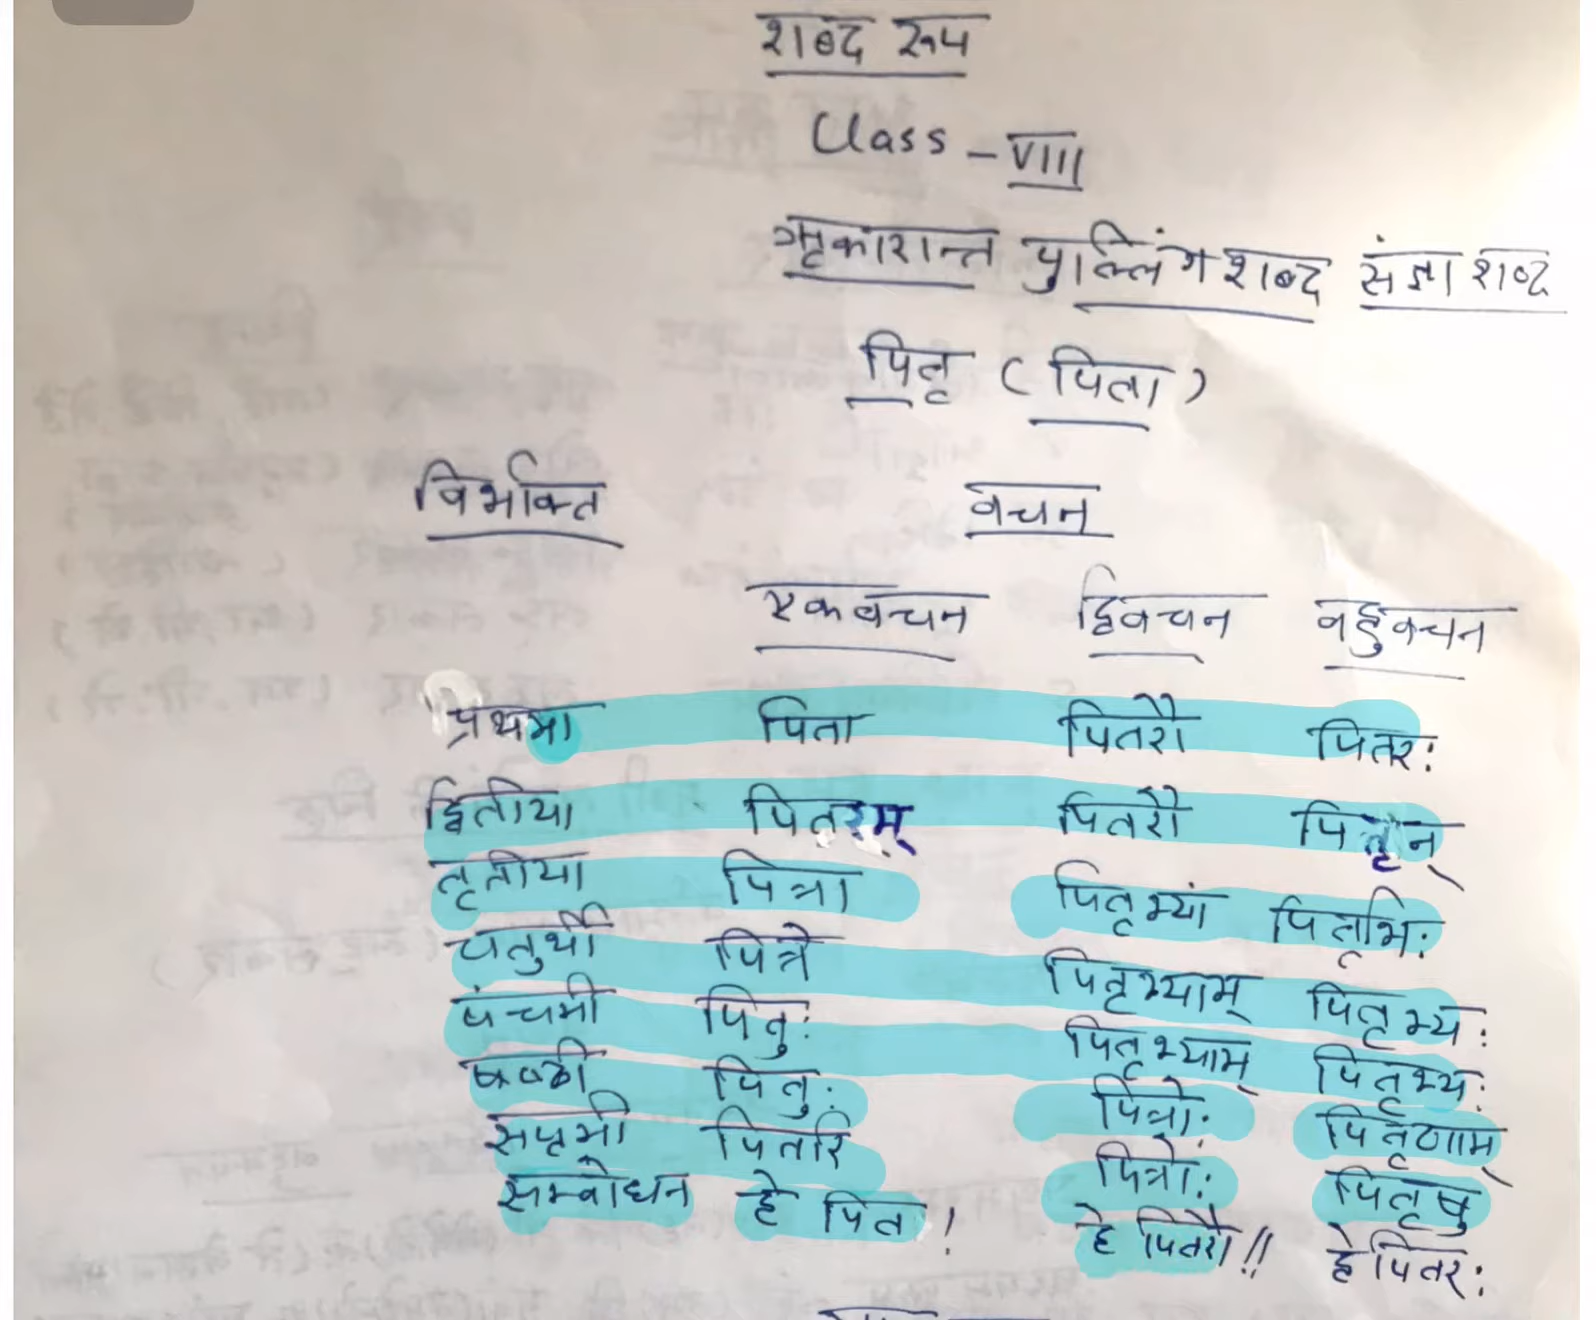 शब्द रूप
Class - VIII
ऋकारान्त पुल्लिंग शब्द संज्ञा शब्द
पितृ ( पिता )
विभक्ति वचन
एकवचन द्विवचन बहुवचन
प्रथमा पिता पितरौ पितर:
द्वितीया पितरम् पितरौ पितृन्
तृतीया पित्रा पितृभ्यां पितृभि:
चतुर्थी पित्रे पितृभ्याम् पितृभ्य:
पंचमी पितु: पितृभ्याम् पितृभ्य:
षष्ठी पितु: पित्रो: पितृणाम्
सप्तमी पितरि पित्रो: पितृषु
सम्बोधन हे पित ! हे पितरौ !! हे पितर: